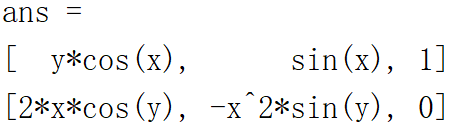 ans =
[  y*cos(x),       sin(x), 1]
[2*x*cos(y), -x^2*sin(y), 0]